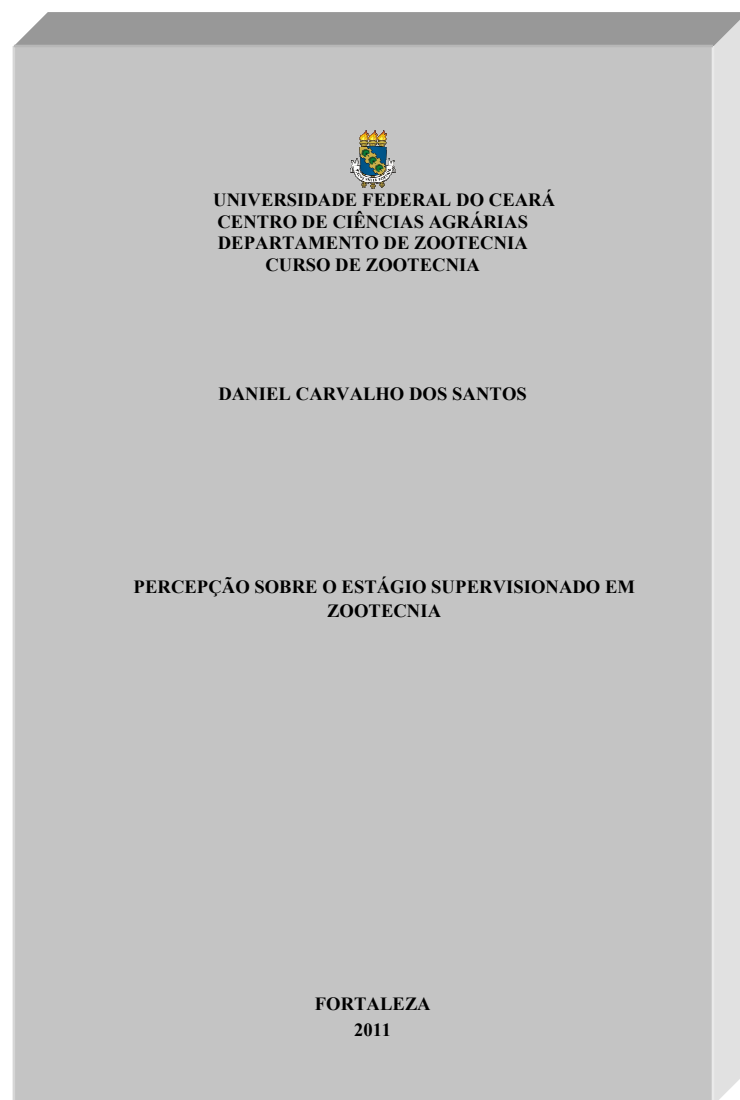 UNIVERSIDADE FEDERAL DO CEARÁ
CENTRO DE CIÊNCIAS AGRÁRIAS
DEPARTAMENTO DE ZOOTECNIA
CURSO DE ZOOTECNIA
DANIEL CARVALHO DOS SANTOS
PERCEPÇÃO SOBRE O ESTÁGIO SUPERVISIONADO EM
ZOOTECNIA
FORTALEZA
2011